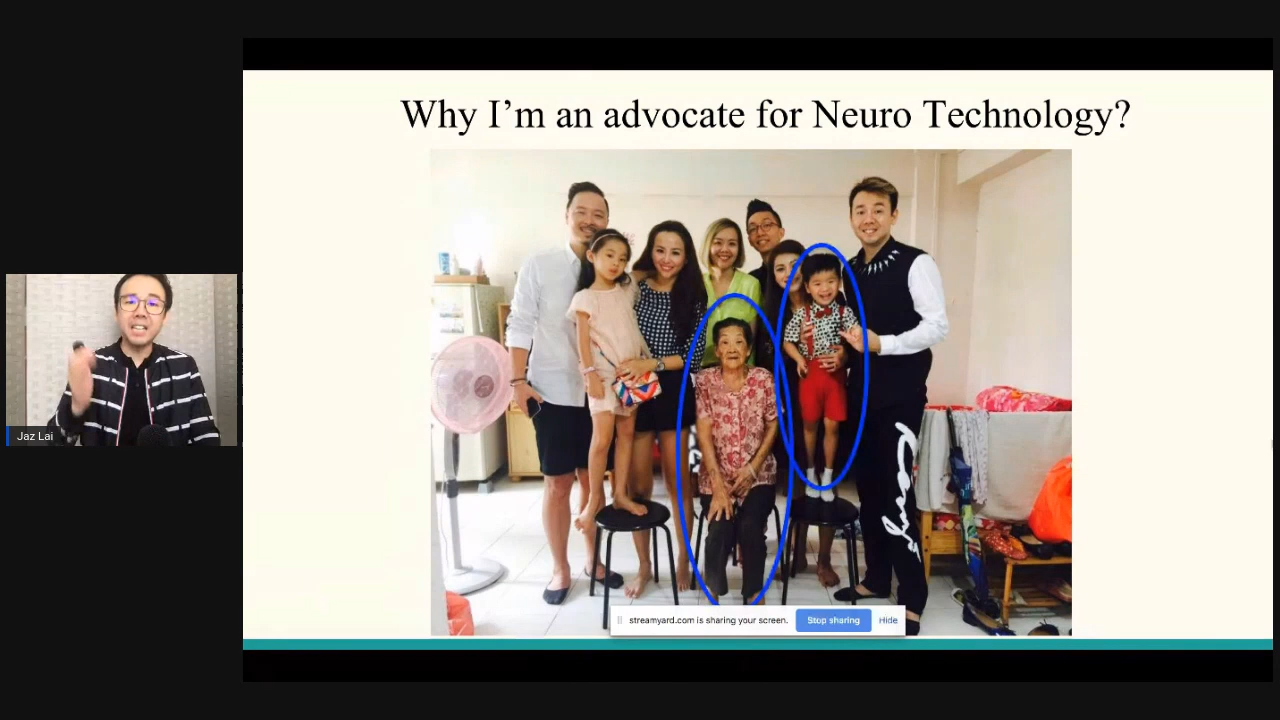 Why I'm an advocate for Neuro Technology?
Jaz Lai
streamyard.com is sharing your screen. Stop sharing Hide